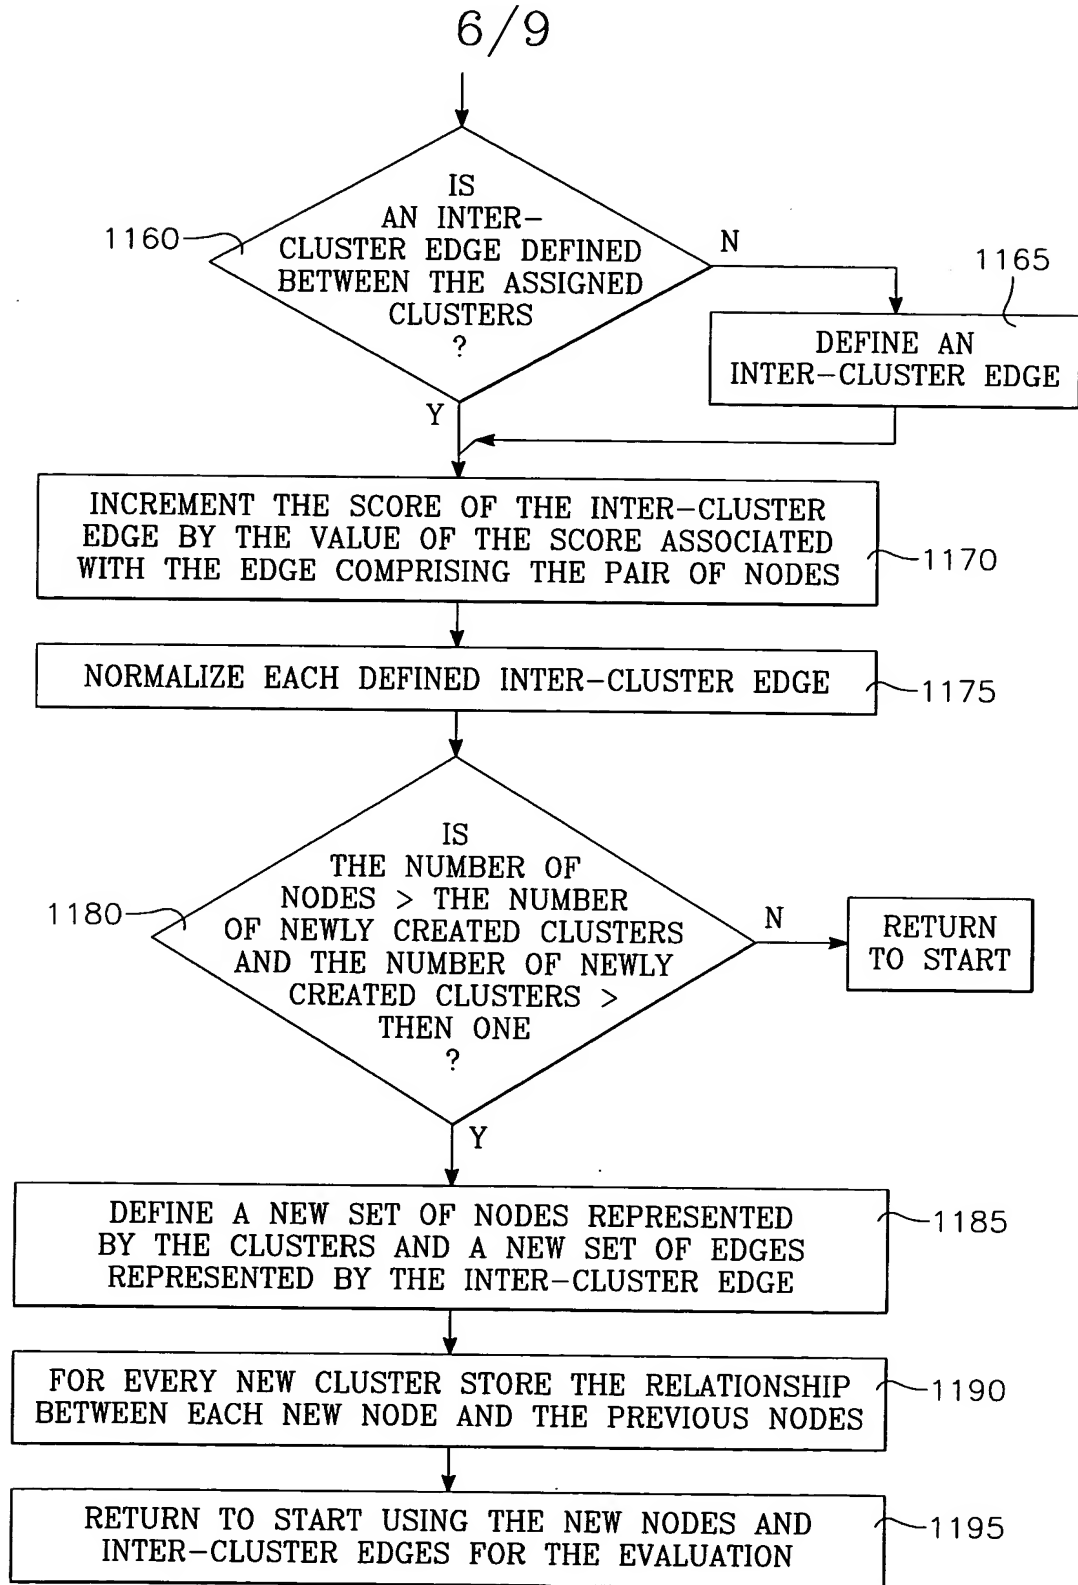 6/9
IS
AN INTER-
CLUSTER EDGE DEFINED
BETWEEN THE ASSIGNED
CLUSTERS
?
1160
N
1165
DEFINE AN
INTER-CLUSTER EDGE
Y
INCREMENT THE SCORE OF THE INTER-CLUSTER
EDGE BY THE VALUE OF THE SCORE ASSOCIATED
WITH THE EDGE COMPRISING THE PAIR OF NODES
1170
NORMALIZE EACH DEFINED INTER-CLUSTER EDGE
1175
IS
THE NUMBER OF
NODES > THE NUMBER
OF NEWLY CREATED CLUSTERS
AND THE NUMBER OF NEWLY
CREATED CLUSTERS >
THEN ONE
?
1180
N
RETURN
TO START
Y
DEFINE A NEW SET OF NODES REPRESENTED
BY THE CLUSTERS AND A NEW SET OF EDGES
REPRESENTED BY THE INTER-CLUSTER EDGE
1185
FOR EVERY NEW CLUSTER STORE THE RELATIONSHIP
BETWEEN EACH NEW NODE AND THE PREVIOUS NODES
1190
RETURN TO START USING THE NEW NODES AND
INTER-CLUSTER EDGES FOR THE EVALUATION
1195